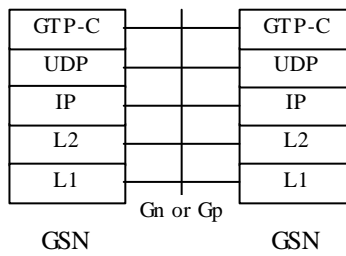 GTP-C GTP-C
UDP UDP
IP IP
L2 L2
L1 L1
Gn or Gp
GSN GSN